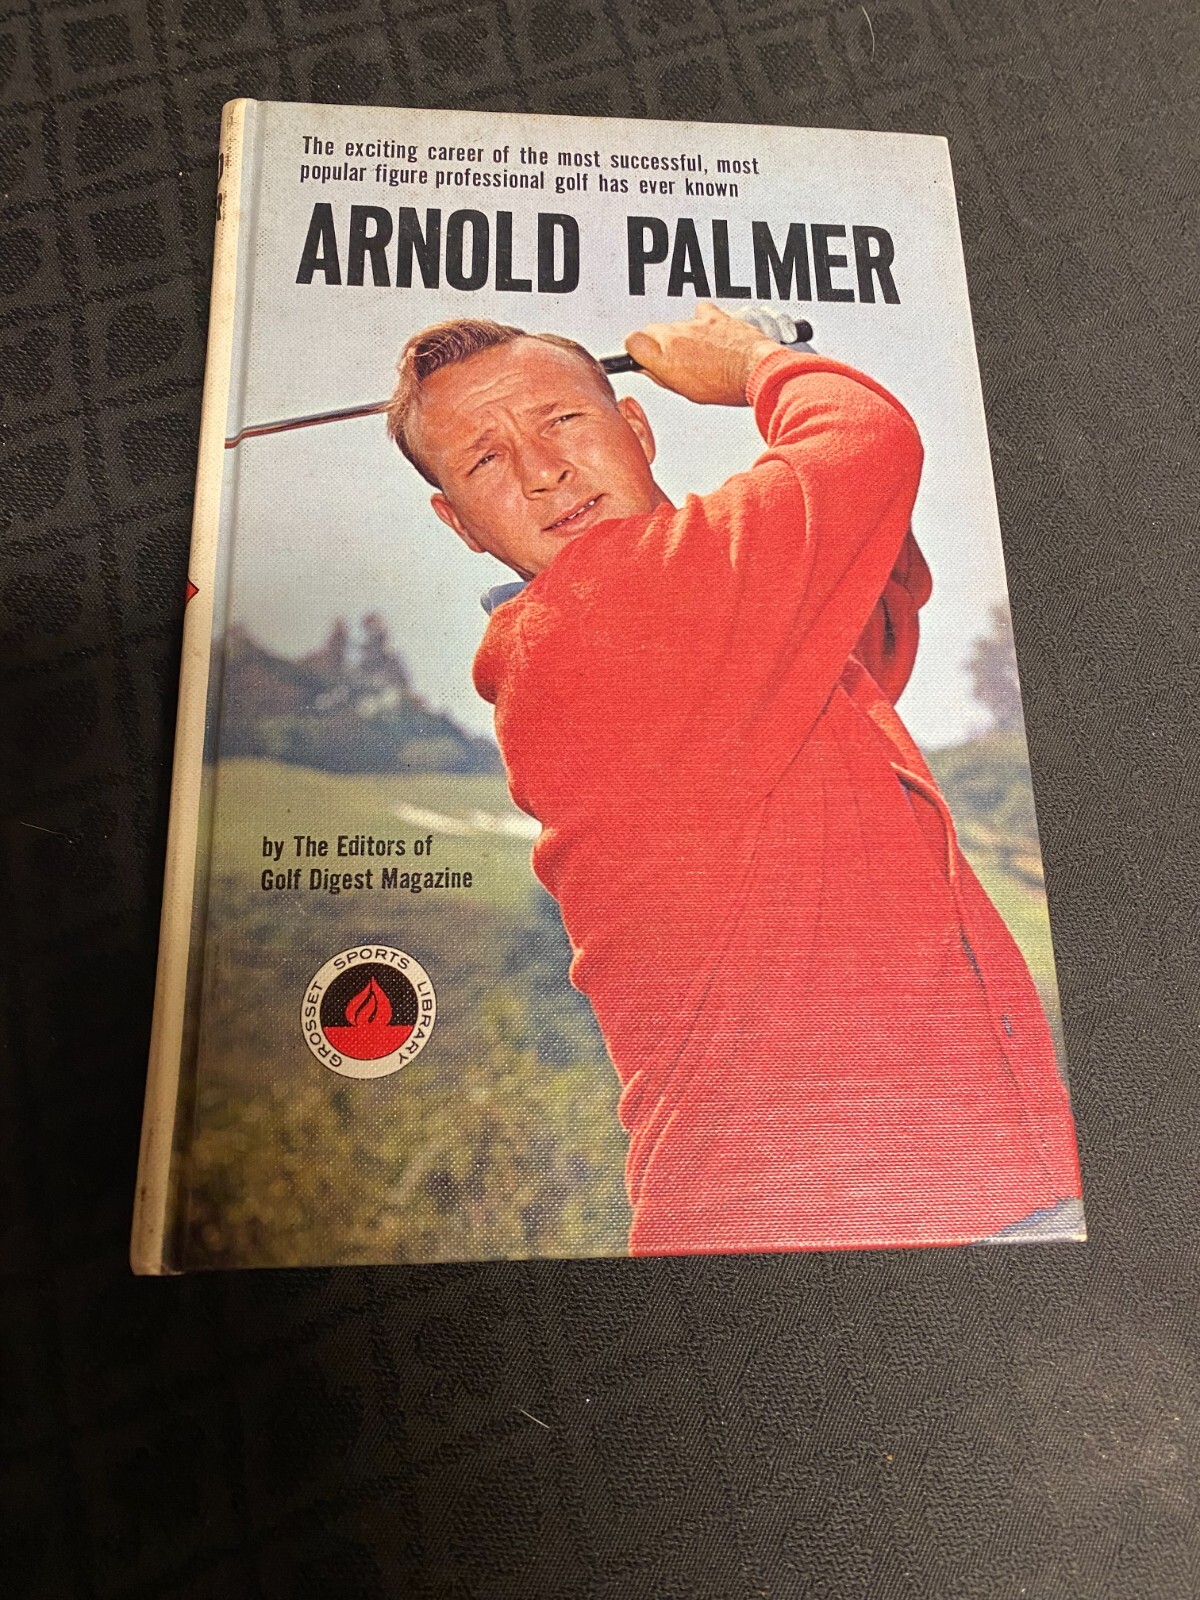 The exciting career of the most successful, most
popular figure professional golf has ever known
ARNOLD PALMER
by The Editors of
Golf Digest Magazine
GROSSET SPORTS LIBRARY